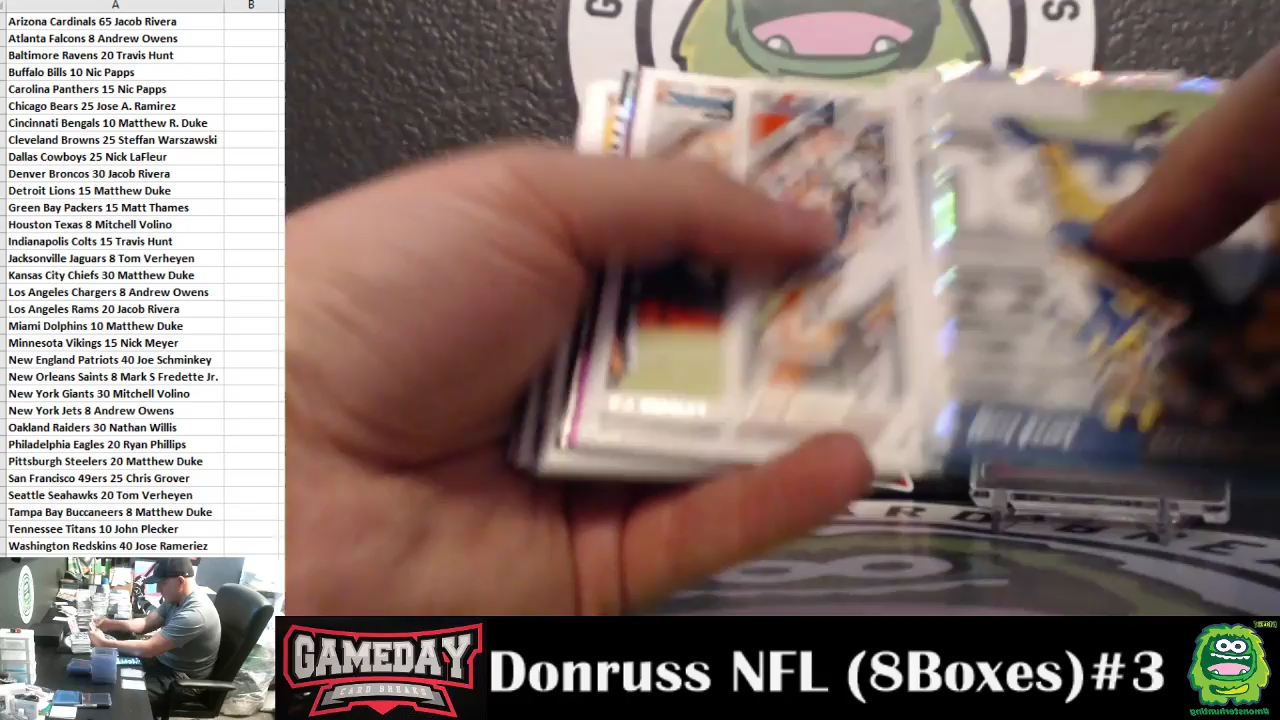 A B
Arizona Cardinals 65 Jacob Rivera
Atlanta Falcons 8 Andrew Owens
Baltimore Ravens 20 Travis Hunt
Buffalo Bills 10 Nic Papps
Carolina Panthers 15 Nic Papps
Chicago Bears 25 Jose A. Ramirez
Cincinnati Bengals 10 Matthew R. Duke
Cleveland Browns 25 Steffan Warszawski
Dallas Cowboys 25 Nick LaFleur
Denver Broncos 30 Jacob Rivera
Detroit Lions 15 Matthew Duke
Green Bay Packers 15 Matt Thames
Houston Texas 8 Mitchell Volino
Indianapolis Colts 15 Travis Hunt
Jacksonville Jaguars 8 Tom Verheyen
Kansas City Chiefs 30 Matthew Duke
Los Angeles Chargers 8 Andrew Owens
Los Angeles Rams 20 Jacob Rivera
Miami Dolphins 10 Matthew Duke
Minnesota Vikings 15 Nick Meyer
New England Patriots 40 Joe Schminkey
New Orleans Saints 8 Mark S Fredette Jr.
New York Giants 30 Mitchell Volino
New York Jets 8 Andrew Owens
Oakland Raiders 30 Nathan Willis
Philadelphia Eagles 20 Ryan Phillips
Pittsburgh Steelers 20 Matthew Duke
San Francisco 49ers 25 Chris Grover
Seattle Seahawks 20 Tom Verheyen
Tampa Bay Buccaneers 8 Matthew Duke
Tennessee Titans 10 John Plecker
Washington Redskins 40 Jose Rameriez
GAMEDAY
CARD BREAKS
Donruss NFL (8Boxes)#3
#monsterhunting